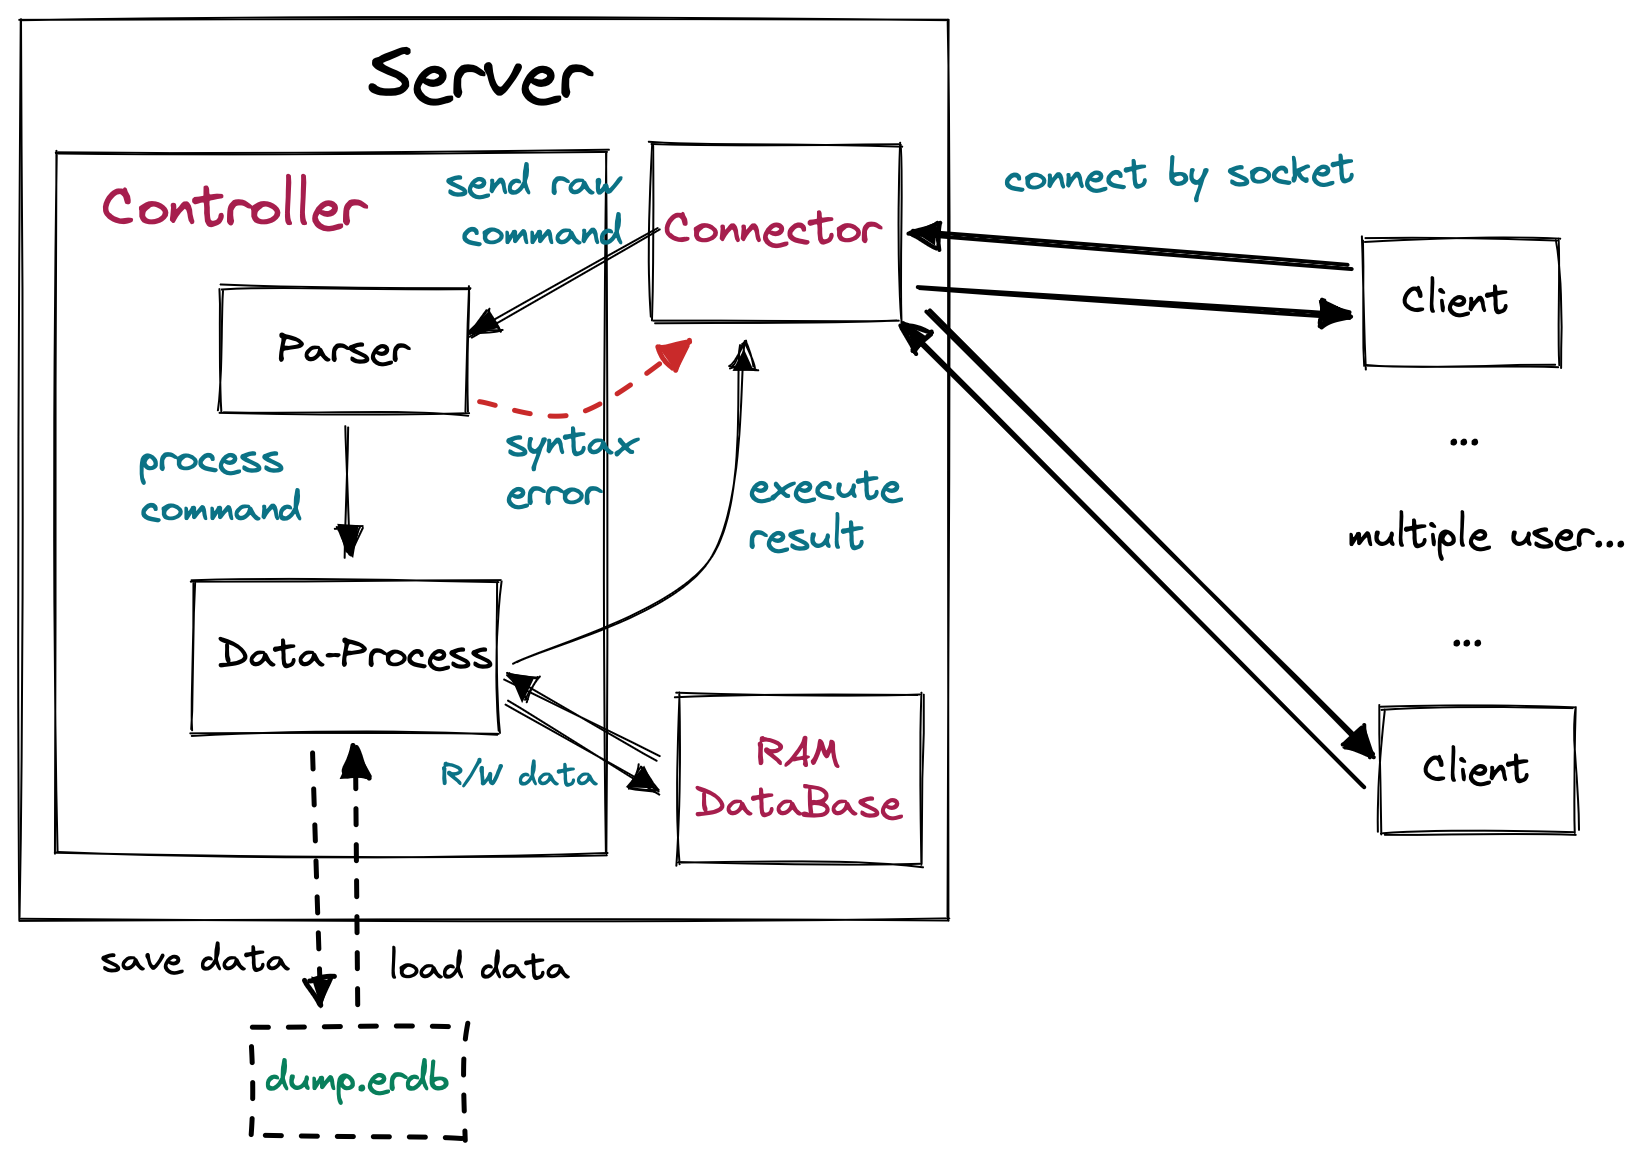 Server
Controller
send raw
command
Connector
connect by socket
Client
Parser
syntax
error
process
command
execute
result
...
multiple user...
...
Data-Process
R/W data
RAM
DataBase
Client
save data
load data
dump.erdb